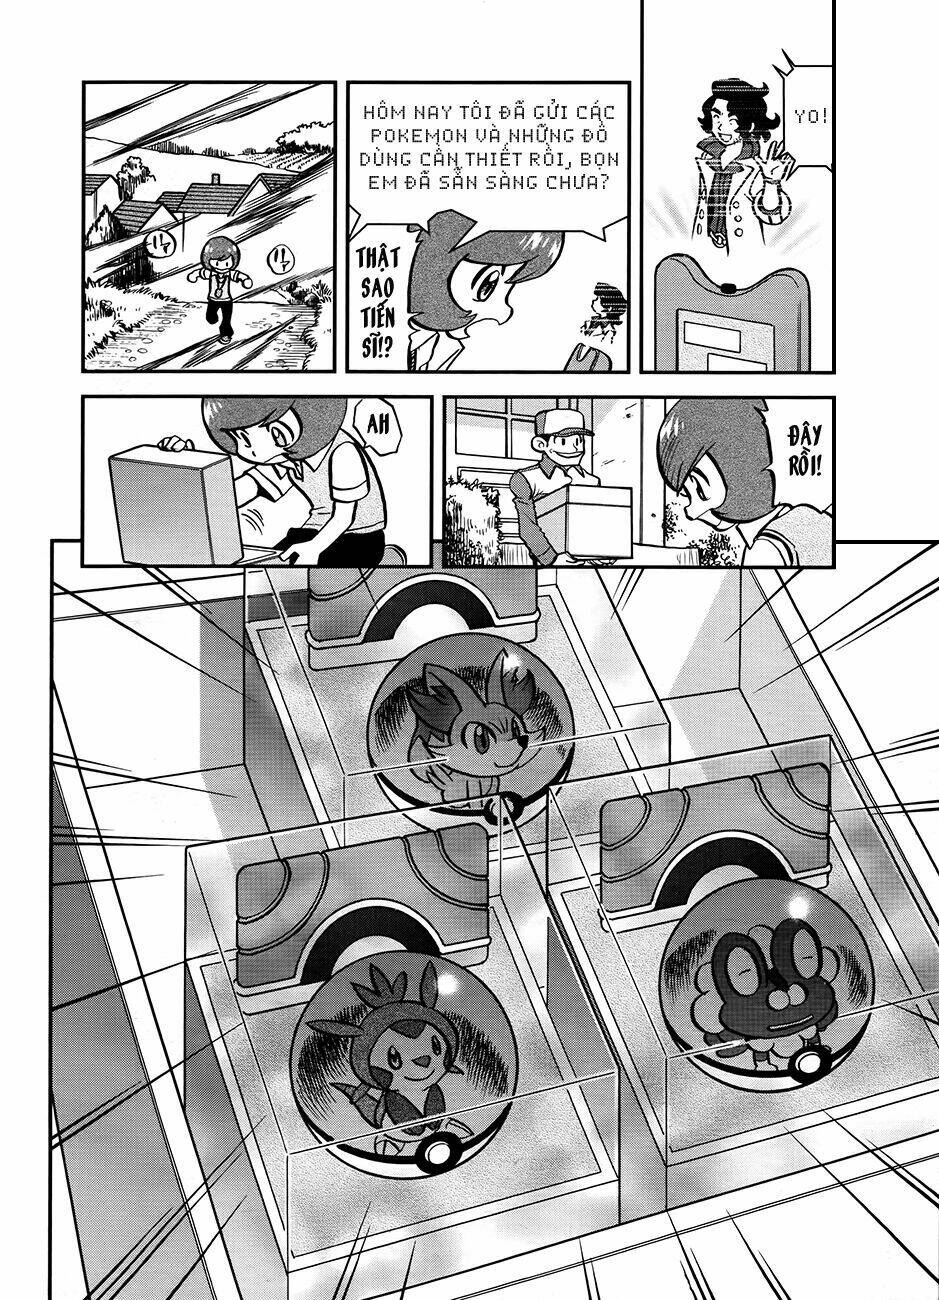 YO!
HÔM NAY TÔI ĐÃ GỬI CÁC
POKEMON VÀ NHỮNG ĐỒ
DÙNG CẦN THIẾT RỒI, BỌN
EM ĐÃ SẴN SÀNG CHƯA?
THẬT
SAO
TIẾN
SĨ!?
ĐÂY
RỒI!
AH